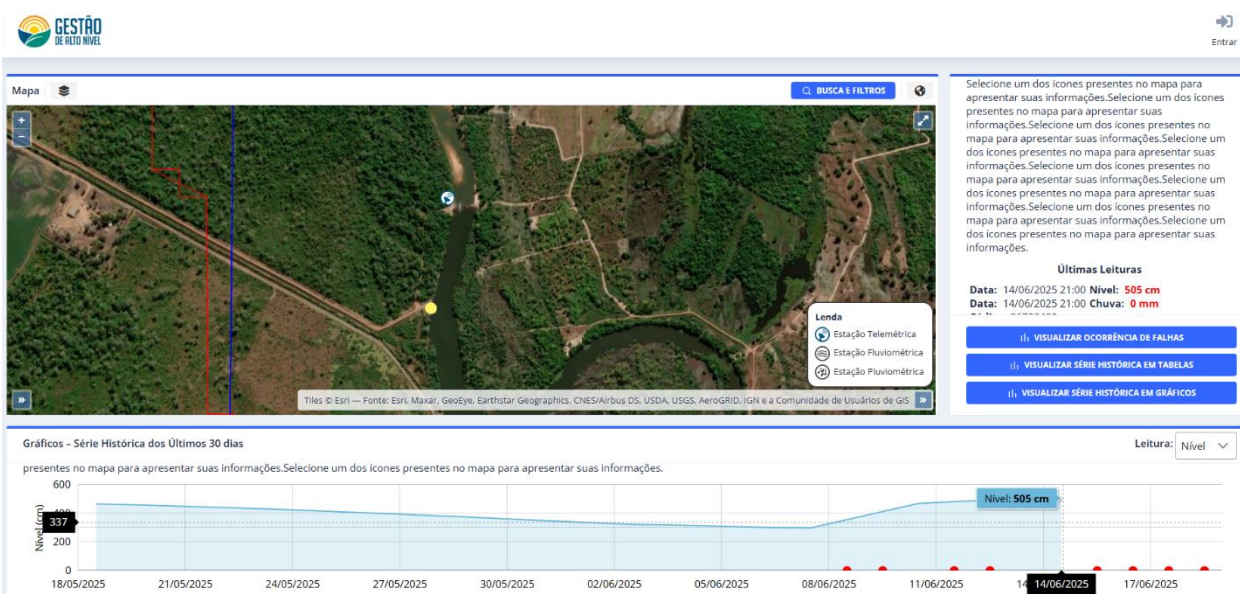 GESTÃO
DE ALTO NÍVEL
Entrar
Mapa
BUSCA E FILTROS
+
−
Lenda
Estação Telemétrica
Estação Fluviométrica
Estação Pluviométrica
Tiles © Esri — Fonte: Esri, Maxar, GeoEye, Earthstar Geographics, CNES/Airbus DS, USDA, USGS, AeroGRID, IGN e a Comunidade de Usuários de GIS
Selecione um dos ícones presentes no mapa para
apresentar suas informações.Selecione um dos ícones
presentes no mapa para apresentar suas
informações.Selecione um dos ícones presentes no
mapa para apresentar suas informações.Selecione um
dos ícones presentes no mapa para apresentar suas
informações.Selecione um dos ícones presentes no
mapa para apresentar suas informações.Selecione um
dos ícones presentes no mapa para apresentar suas
informações.Selecione um dos ícones presentes no
mapa para apresentar suas informações.Selecione um
dos ícones presentes no mapa para apresentar suas
informações.
Últimas Leituras
Data: 14/06/2025 21:00 Nível: 505 cm
Data: 14/06/2025 21:00 Chuva: 0 mm
VISUALIZAR OCORRÊNCIA DE FALHAS
VISUALIZAR SÉRIE HISTÓRICA EM TABELAS
VISUALIZAR SÉRIE HISTÓRICA EM GRÁFICOS
Gráficos – Série Histórica dos Últimos 30 dias
Leitura: Nível
presentes no mapa para apresentar suas informações.Selecione um dos ícones presentes no mapa para apresentar suas informações.
Nível (cm)
600
400
337
200
0
Nível: 505 cm
18/05/2025 21/05/2025 24/05/2025 27/05/2025 30/05/2025 02/06/2025 05/06/2025 08/06/2025 11/06/2025 14/06/2025 17/06/2025